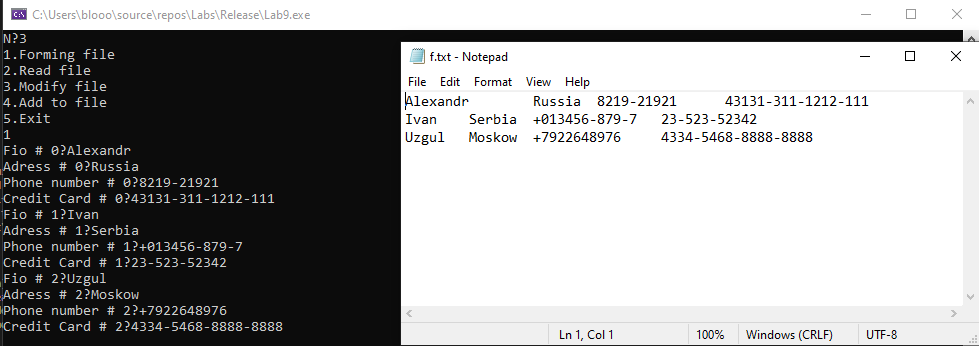 C:\Users\blooo\source\repos\Labs\Release\Lab9.exe
N?3
1.Forming file
2.Read file
3.Modify file
4.Add to file
5.Exit
1
Fio # 0?Alexandr
Adress # 0?Russia
Phone number # 0?8219-21921
Credit Card # 0?43131-311-1212-111
Fio # 1?Ivan
Adress # 1?Serbia
Phone number # 1?+013456-879-7
Credit Card # 1?23-523-52342
Fio # 2?Uzgul
Adress # 2?Moskow
Phone number # 2?+7922648976
Credit Card # 2?4334-5468-8888-8888
f.txt - Notepad
File Edit Format View Help
Alexandr Russia 8219-21921 43131-311-1212-111
Ivan Serbia +013456-879-7 23-523-52342
Uzgul Moskow +7922648976 4334-5468-8888-8888
Ln 1, Col 1 100% Windows (CRLF) UTF-8